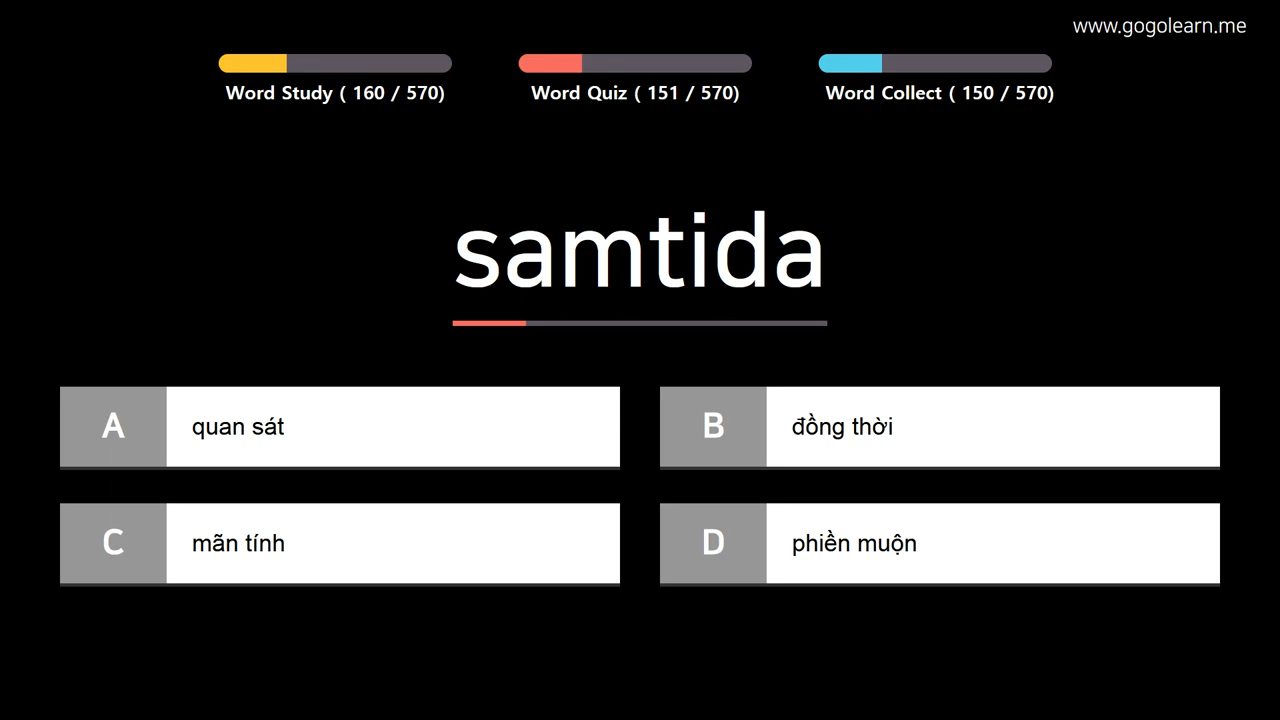 www.gogolearn.me
Word Study ( 160 / 570)
Word Quiz ( 151 / 570)
Word Collect ( 150 / 570)
samtida
A quan sát
B đồng thời
C mãn tính
D phiền muộn